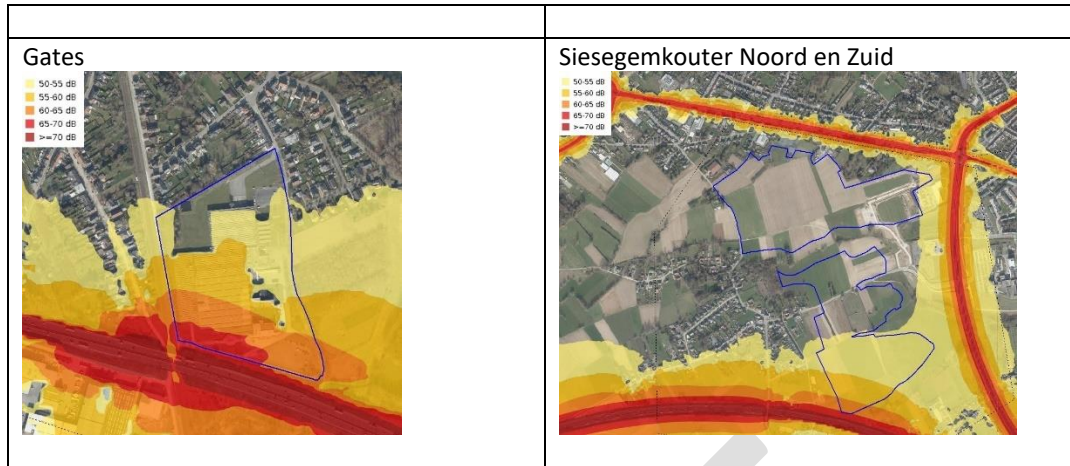 Gates
50-55 dB
55-60 dB
60-65 dB
65-70 dB
>=70 dB
Siesegemkouter Noord en Zuid
50-55 dB
55-60 dB
60-65 dB
65-70 dB
>=70 dB